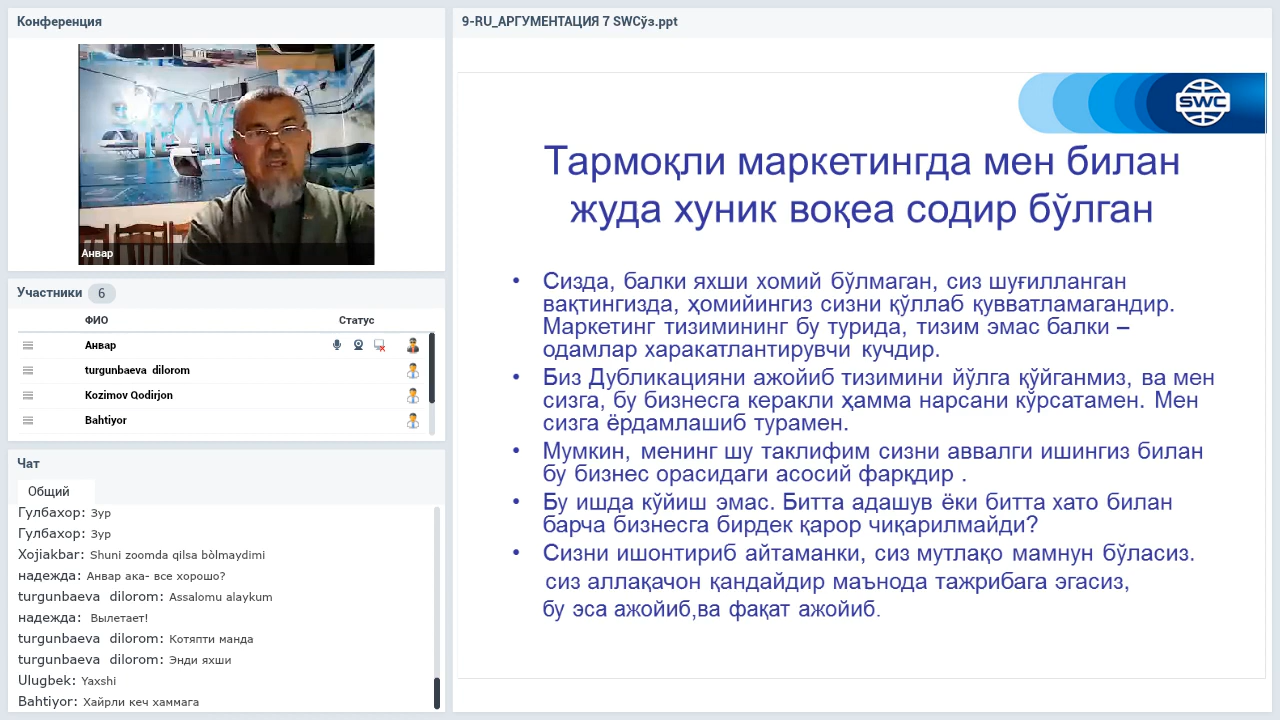 Конференция
Анвар
Участники 6
ФИО Статус
Анвар
turgunbaeva dilorom
Kozimov Qodirjon
Bahtiyor
Чат
Общий
Гулбахор: Зур
Гулбахор: Зур
Xojiakbar: Shuni zoomda qilsa bòlmaydimi
надежда: Анвар ака- все хорошо?
turgunbaeva dilorom: Assalomu alaykum
надежда: Вылетает!
turgunbaeva dilorom: Котяпти манда
turgunbaeva dilorom: Энди яхши
Ulugbek: Yaxshi
Bahtiyor: Хайрли кеч хаммага
9-RU_АРГУМЕНТАЦИЯ 7 SWCўз.ppt
SWC
Тармоқли маркетингда мен билан
жуда хуник воқеа содир бўлган
• Сизда, балки яхши хомий бўлмаган, сиз шуғилланган
вақтингизда, ҳомийингиз сизни қўллаб қувватламагандир.
Маркетинг тизимининг бу турида, тизим эмас балки –
одамлар харакатлантирувчи кучдир.
• Биз Дубликацияни ажойиб тизимини йўлга қўйганмиз, ва мен
сизга, бу бизнесга керакли ҳамма нарсани кўрсатамен. Мен
сизга ёрдамлашиб турамен.
• Мумкин, менинг шу таклифим сизни аввалги ишингиз билан
бу бизнес орасидаги асосий фарқдир .
• Бу ишда кўйиш эмас. Битта адашув ёки битта хато билан
барча бизнесга бирдек қарор чиқарилмайди?
• Сизни ишонтириб айтаманки, сиз мутлақо мамнун бўласиз.
сиз аллақачон қандайдир маънода тажрибага эгасиз,
бу эса ажойиб,ва фақат ажойиб.